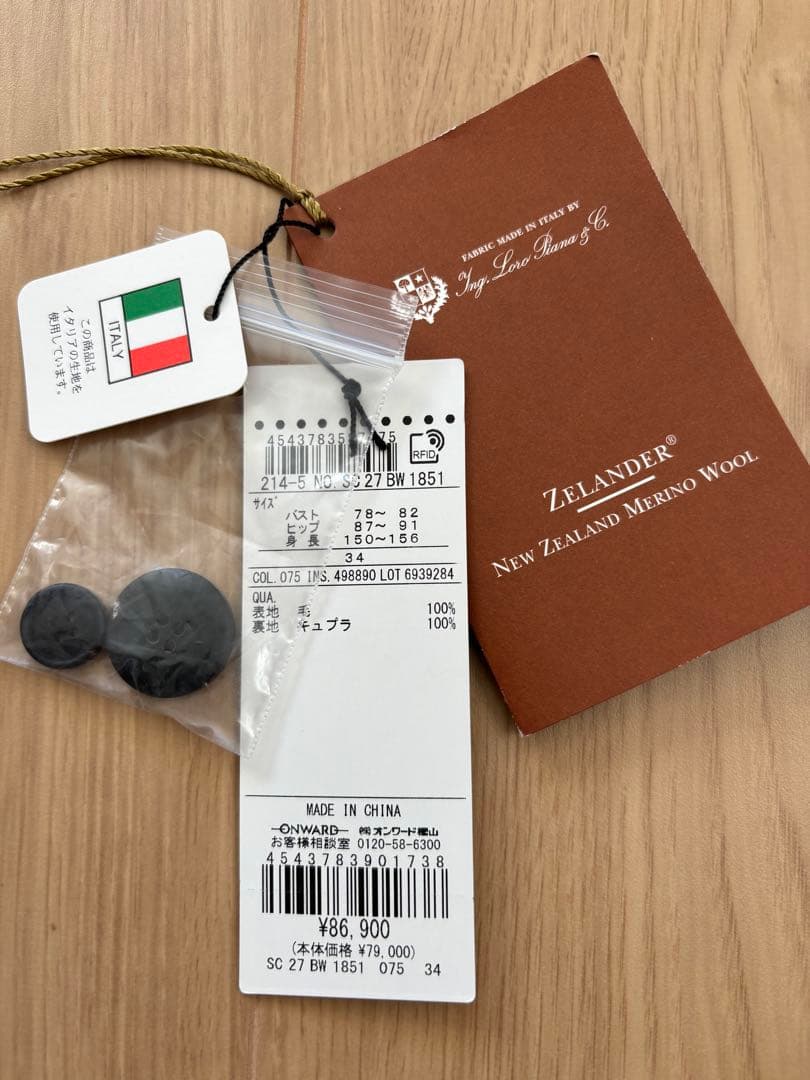 FABRIC MADE IN ITALY BY
Ing. Loro Piana & C.
ZELANDER®
NEW ZEALAND MERINO WOOL
ITALY
この商品は
イタリアの生地を
使用しています。
RFID
214-5 NO. SC 27 BW 1851
サイズ
バスト 78~ 82
ヒップ 87~ 91
身長 150~156
34
COL. 075 INS. 498890 LOT 6939284
QUA.
表地 毛 100%
裏地 キュプラ 100%
MADE IN CHINA
ONWARD ㈱オンワード樫山
お客様相談室 0120-58-6300
4543783901738
¥86,900
(本体価格 ¥79,000)
SC 27 BW 1851 075 34